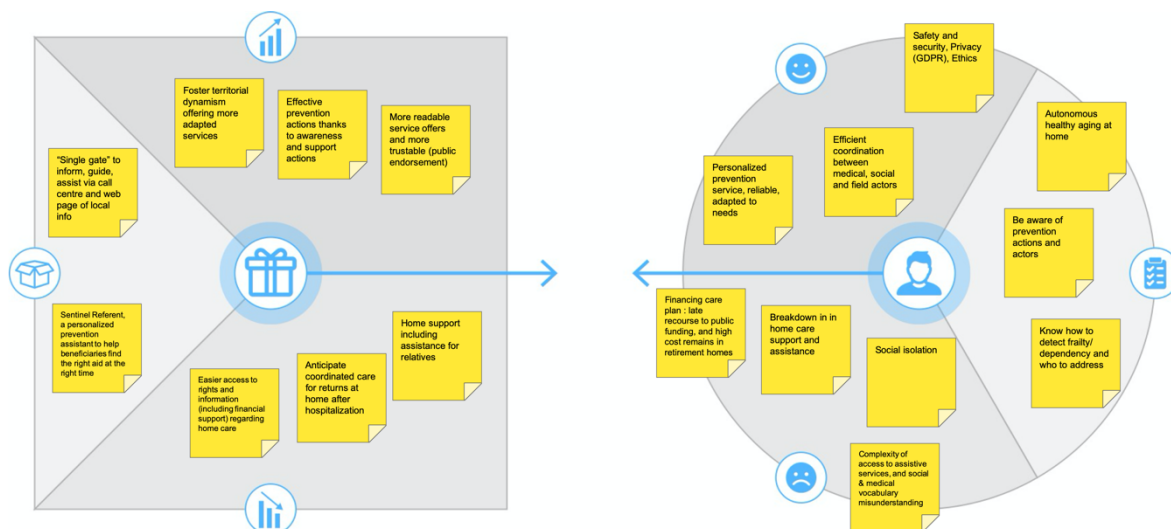 Foster territorial
dynamism
offering more
adapted
services
Effective
prevention
actions thanks
to awareness
and support
actions
More readable
service offers
and more
trustable (public
endorsement)
“Single gate” to
inform, guide,
assist via call
centre and web
page of local
info
Sentinel Referent,
a personalized
prevention
assistant to help
beneficiaries find
the right aid at the
right time
Easier access to
rights and
information
(including financial
support) regarding
home care
Anticipate
coordinated care
for returns at
home after
hospitalization
Home support
including
assistance for
relatives
Safety and
security, Privacy
(GDPR), Ethics
Efficient
coordination
between
medical, social
and field actors
Personalized
prevention
service, reliable,
adapted to
needs
Autonomous
healthy aging at
home
Be aware of
prevention
actions and
actors
Know how to
detect frailty/
dependency and
who to address
Financing care
plan : late
recourse to public
funding, and high
cost remains in
retirement homes
Breakdown in in
home care
support and
assistance
Social isolation
Complexity of
access to assistive
services, and social
& medical
vocabulary
misunderstanding